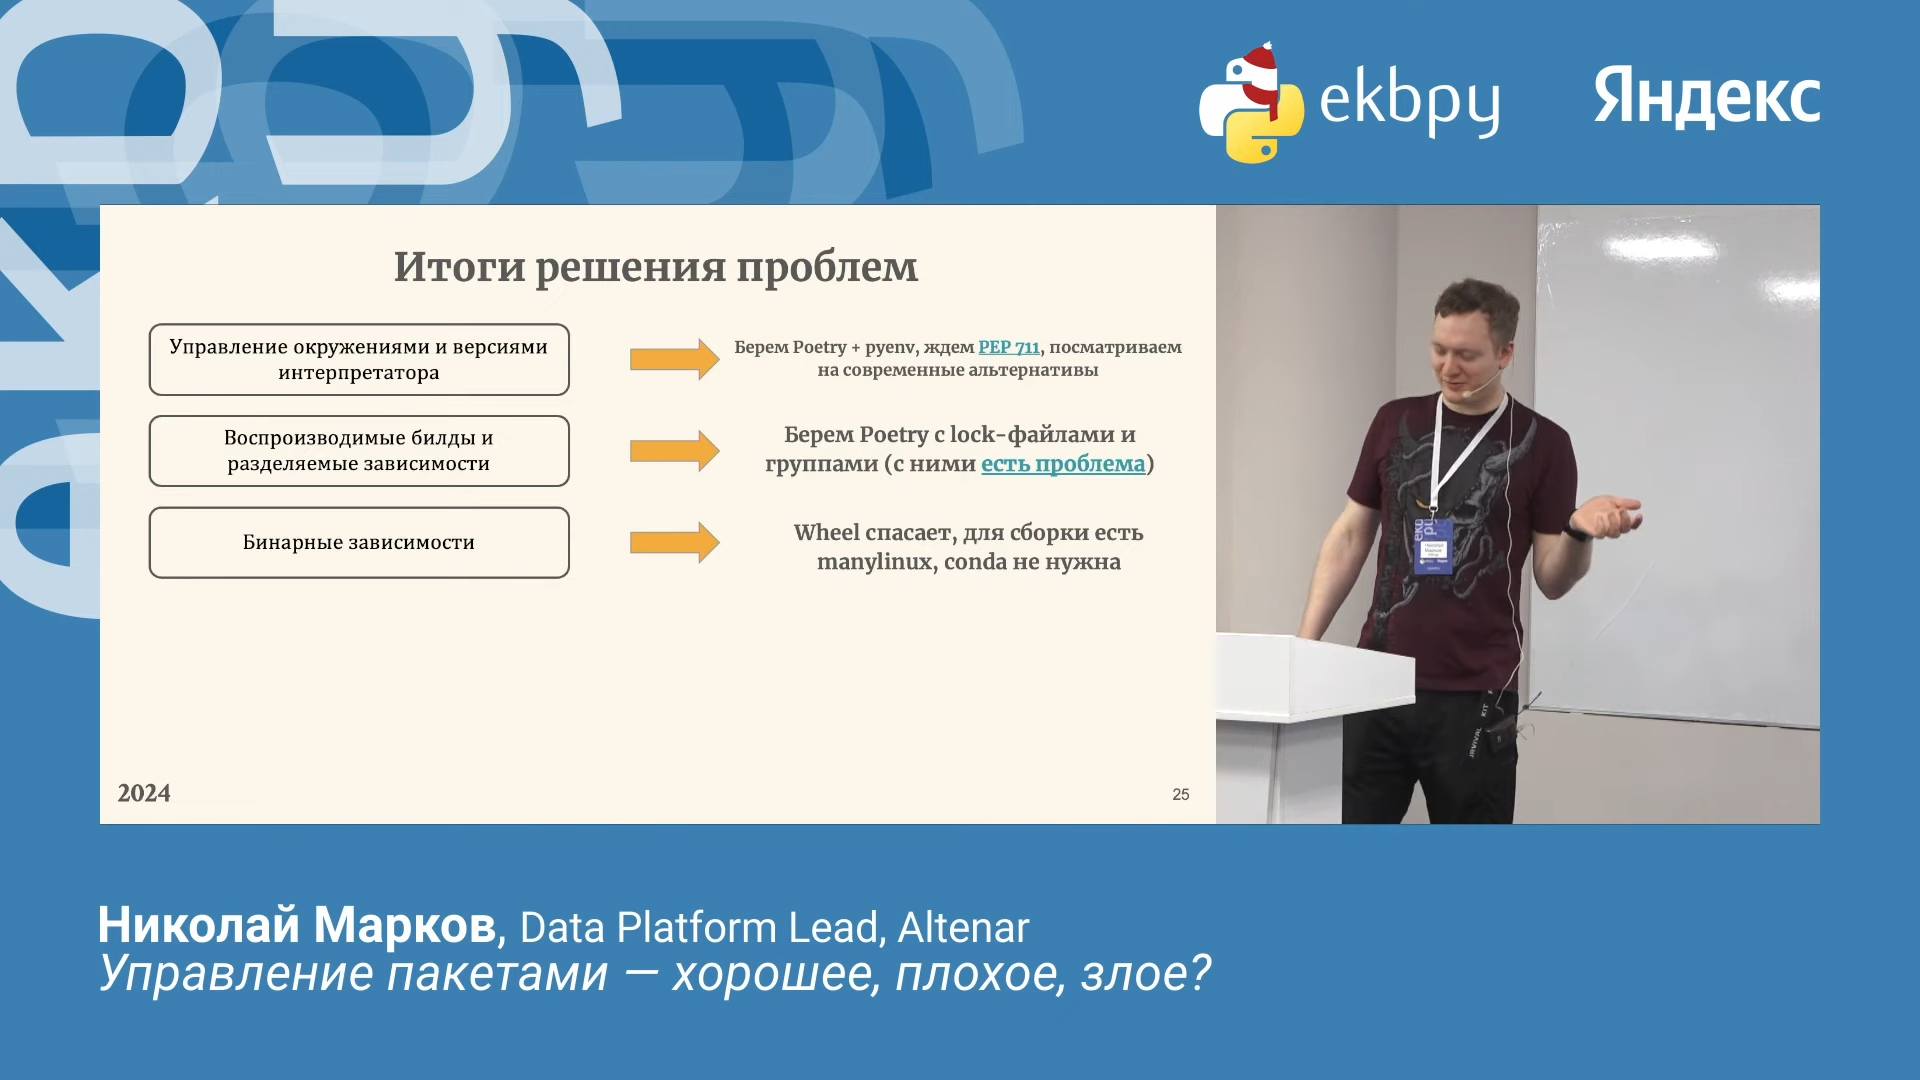 ekbpy
Яндекс
Итоги решения проблем
Управление окружениями и версиями
интерпретатора
Берем Poetry + pyenv, ждем PEP 711, посматриваем
на современные альтернативы
Воспроизводимые билды и
разделяемые зависимости
Берем Poetry с lock-файлами и
группами (с ними есть проблема)
Бинарные зависимости
Wheel спасает, для сборки есть
manylinux, conda не нужна
2024
25
Николай Марков, Data Platform Lead, Altenar
Управление пакетами — хорошее, плохое, злое?